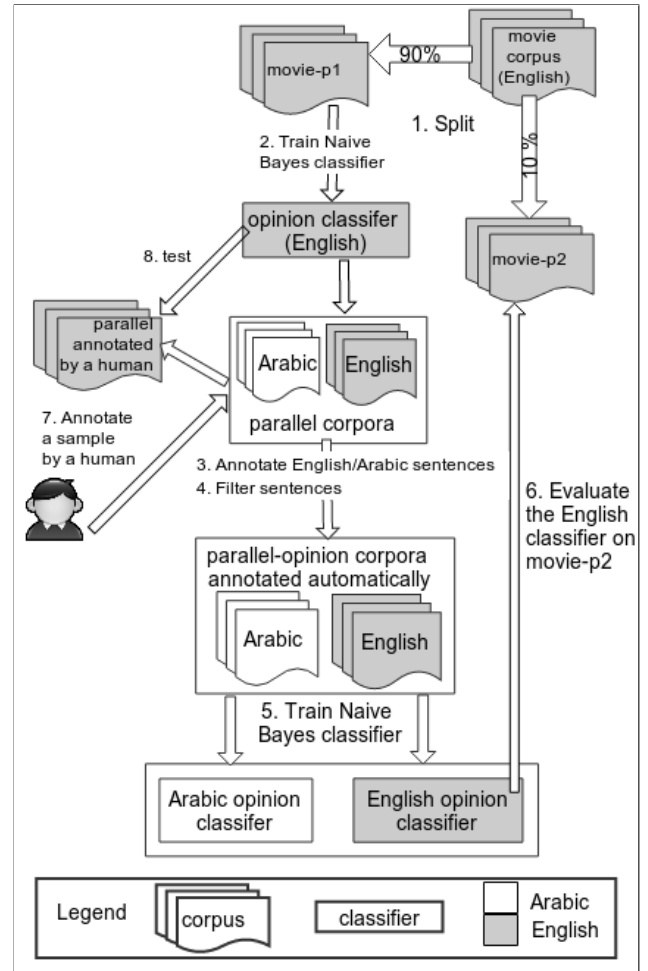 movie
corpus
(English)
90%
movie-p1
1. Split
10 %
2. Train Naive
Bayes classifier
opinion classifer
(English)
movie-p2
8. test
parallel
annotated
by a human
Arabic
English
parallel corpora
7. Annotate
a sample
by a human
3. Annotate English/Arabic sentences
4. Filter sentences
6. Evaluate
the English
classifier on
movie-p2
parallel-opinion corpora
annotated automatically
Arabic
English
5. Train Naive
Bayes classifier
Arabic opinion
classifer
English opinion
classifier
Legend
corpus
classifier
Arabic
English